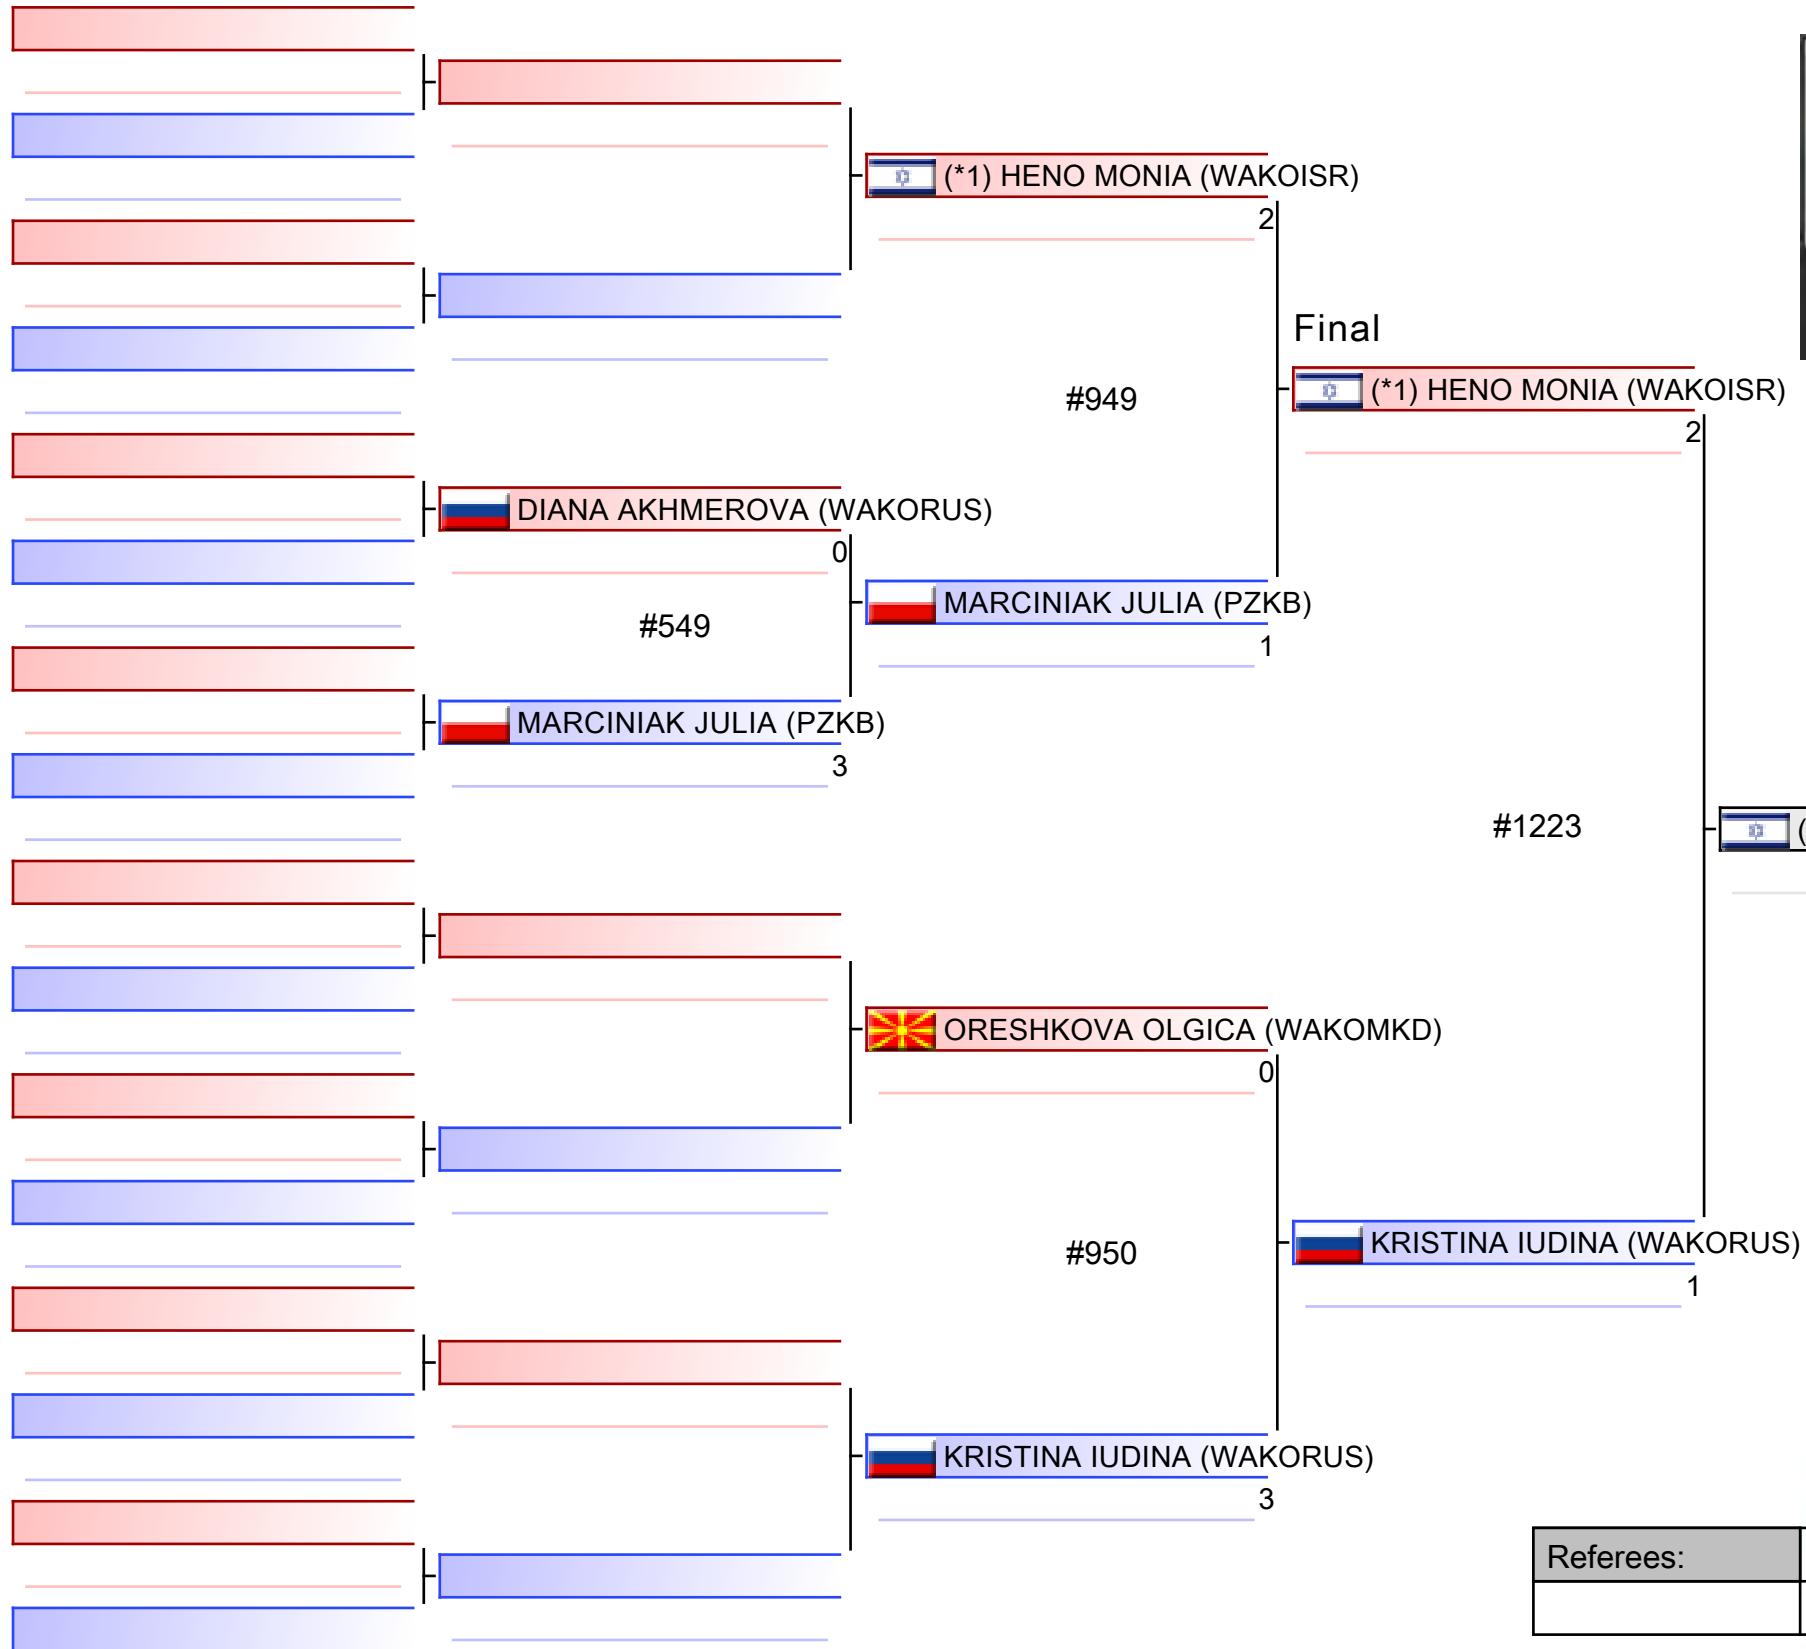 (*1) HENO MONIA (WAKOISR)
2
Final
(*1) HENO MONIA (WAKOISR)
#949
2
DIANA AKHMEROVA (WAKORUS)
0
MARCINIAK JULIA (PZKB)
#549
1
MARCINIAK JULIA (PZKB)
3
#1223
(
ORESHKOVA OLGICA (WAKOMKD)
0
KRISTINA IUDINA (WAKORUS)
#950
1
KRISTINA IUDINA (WAKORUS)
3
Referees: